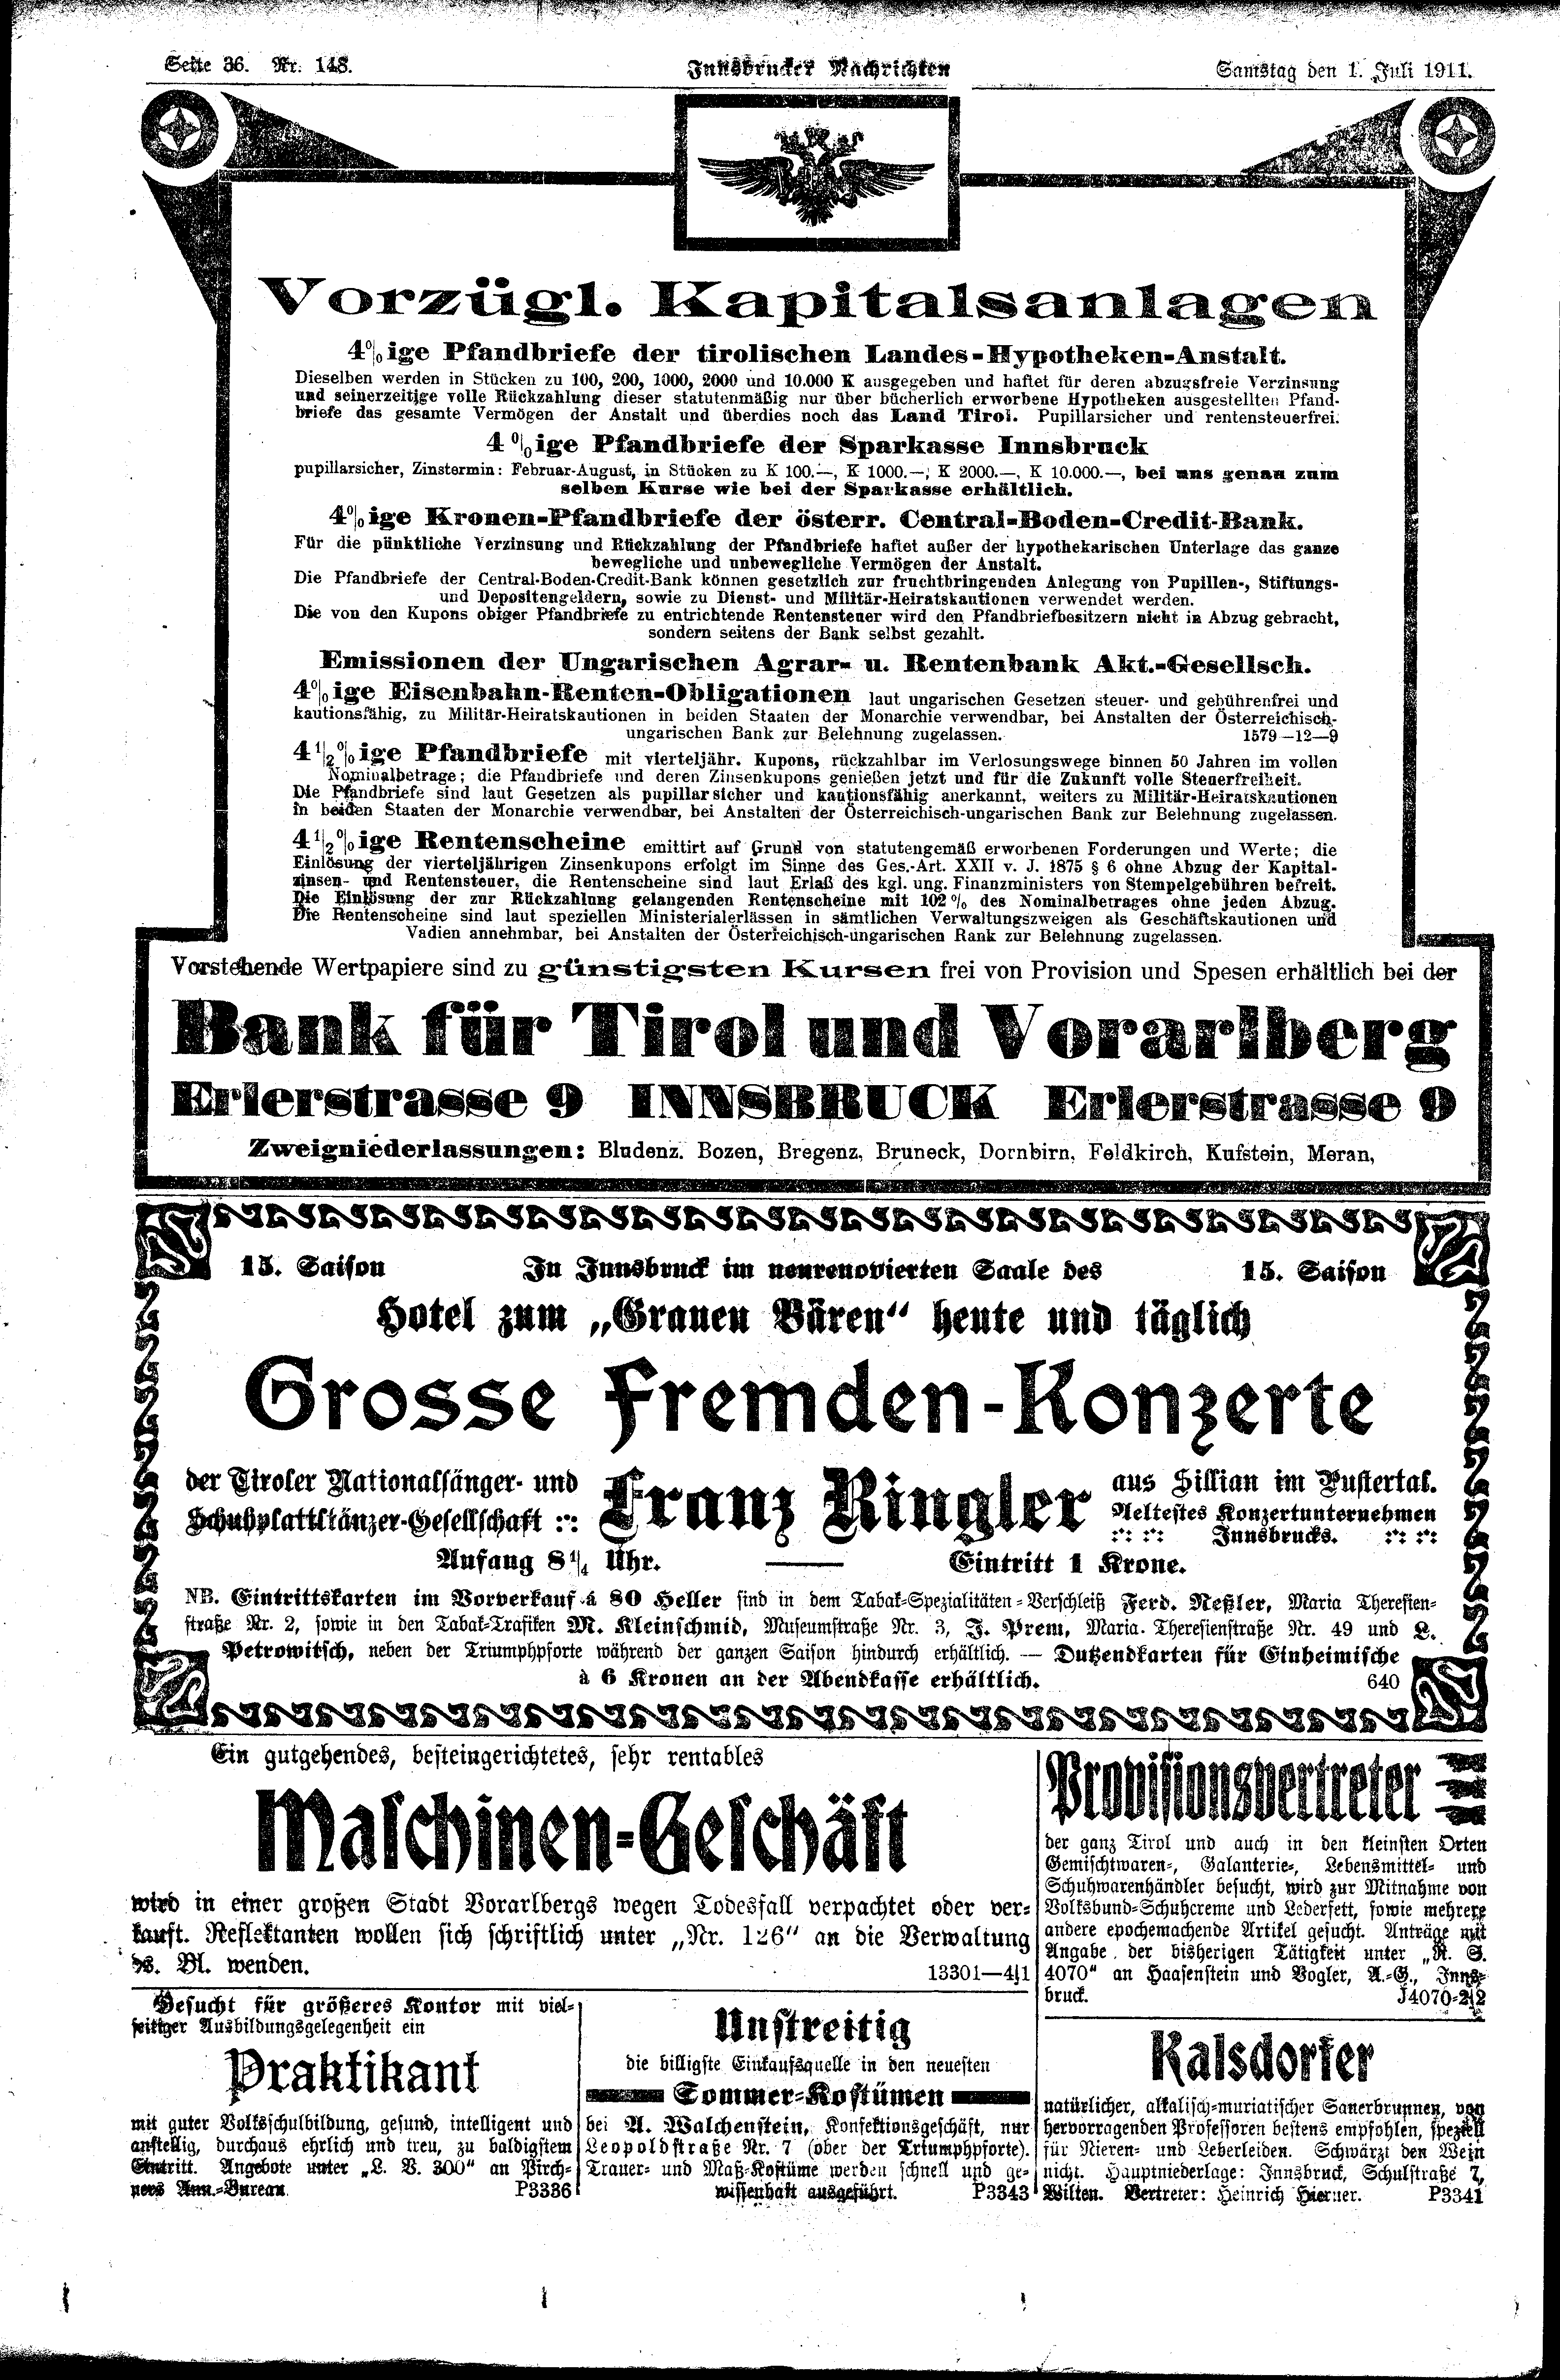 Seite 36. Nr. 148.
Innsbrucker Nachrichten
Samstag den 1. Juli 1911.
Vorzügl. Kapitalsanlagen
4%ige Pfandbriefe der tirolischen Landes-Hypotheken-Anstalt.
Dieselben werden in Stücken zu 100, 200, 1000, 2000 und 10.000 K ausgegeben und haftet für deren abzugsfreie Verzinsung
und seinerzeitige volle Rückzahlung dieser statutenmäßig nur über bücherlich erworbene Hypotheken ausgestellten Pfand-
briefe das gesamte Vermögen der Anstalt und überdies noch das Land Tirol. Pupillarsicher und rentensteuerfrei.
4%ige Pfandbriefe der Sparkasse Innsbruck
pupillarsicher, Zinstermin: Februar-August, in Stücken zu K 100.—, K 1000.—, K 2000.—, K 10.000.—, bei uns genau zum
selben Kurse wie bei der Sparkasse erhältlich.
4%ige Kronen-Pfandbriefe der österr. Central-Boden-Credit-Bank.
Für die pünktliche Verzinsung und Rückzahlung der Pfandbriefe haftet außer der hypothekarischen Unterlage das ganze
bewegliche und unbewegliche Vermögen der Anstalt.
Die Pfandbriefe der Central-Boden-Credit-Bank können gesetzlich zur fruchtbringenden Anlegung von Pupillen-, Stiftungs-
und Depositengeldern, sowie zu Dienst- und Militär-Heiratskautionen verwendet werden.
Die von den Kupons obiger Pfandbriefe zu entrichtende Rentensteuer wird den Pfandbriefbesitzern nicht in Abzug gebracht,
sondern seitens der Bank selbst gezahlt.
Emissionen der Ungarischen Agrar- u. Rentenbank Akt.-Gesellsch.
4%ige Eisenbahn-Renten-Obligationen laut ungarischen Gesetzen steuer- und gebührenfrei und
kautionsfähig, zu Militär-Heiratskautionen in beiden Staaten der Monarchie verwendbar, bei Anstalten der Österreichisch-
ungarischen Bank zur Belehnung zugelassen. 1579—12—9
4½%ige Pfandbriefe mit vierteljähr. Kupons, rückzahlbar im Verlosungswege binnen 50 Jahren im vollen
Nominalbetrage; die Pfandbriefe und deren Zinsenkupons genießen jetzt und für die Zukunft volle Steuerfreiheit.
Die Pfandbriefe sind laut Gesetzen als pupillarsicher und kautionsfähig anerkannt, weiters zu Militär-Heiratskautionen
in beiden Staaten der Monarchie verwendbar, bei Anstalten der Österreichisch-ungarischen Bank zur Belehnung zugelassen.
4½%ige Rentenscheine emittirt auf Grund von statutengemäß erworbenen Forderungen und Werte; die
Einlösung der vierteljährigen Zinsenkupons erfolgt im Sinne des Ges.-Art. XXII v. J. 1875 § 6 ohne Abzug der Kapital-
zinsen- und Rentensteuer, die Rentenscheine sind laut Erlaß des kgl. ung. Finanzministers von Stempelgebühren befreit.
Die Einlösung der zur Rückzahlung gelangenden Rentenscheine mit 102% des Nominalbetrages ohne jeden Abzug.
Die Rentenscheine sind laut speziellen Ministerialerlässen in sämtlichen Verwaltungszweigen als Geschäftskautionen und
Vadien annehmbar, bei Anstalten der Österreichisch-ungarischen Rank zur Belehnung zugelassen.
Vorstehende Wertpapiere sind zu günstigsten Kursen frei von Provision und Spesen erhältlich bei der
Bank für Tirol und Vorarlberg
Erlerstrasse 9 INNSBRUCK Erlerstrasse 9
Zweigniederlassungen: Bludenz. Bozen, Bregenz, Bruneck, Dornbirn, Feldkirch, Kufstein, Meran,
15. Saison In Innsbruck im neurenovierten Saale des 15. Saison
Hotel zum „Grauen Bären“ heute und täglich
Grosse Fremden-Konzerte
der Tiroler Nationalsänger- und
Schuhplattltänzer-Gesellschaft
Franz Ringler
aus Sillian im Pustertal.
Aeltestes Konzertunternehmen
Innsbrucks.
Anfang 8¼ Uhr. Eintritt 1 Krone.
NB. Eintrittskarten im Vorverkauf à 80 Heller sind in dem Tabak-Spezialitäten-Verschleiß Ferd. Neßler, Maria Theresien-
straße Nr. 2, sowie in den Tabak-Trafiken M. Kleinschmid, Museumstraße Nr. 3, J. Prem, Maria. Theresienstraße Nr. 49 und L.
Petrowitsch, neben der Triumphpforte während der ganzen Saison hindurch erhältlich. — Dutzendkarten für Einheimische
à 6 Kronen an der Abendkasse erhältlich. 640
Ein gutgehendes, besteingerichtetes, sehr rentables
Maschinen-Geschäft
wird in einer großen Stadt Vorarlbergs wegen Todesfall verpachtet oder ver-
kauft. Reflektanten wollen sich schriftlich unter „Nr. 126“ an die Verwaltung
ds. Bl. wenden. 13301—4|1
Provisionsvertreter
der ganz Tirol und auch in den kleinsten Orten
Gemischtwaren-, Galanterie-, Lebensmittel- und
Schuhwarenhändler besucht, wird zur Mitnahme von
Volksbund-Schuhcreme und Lederfett, sowie mehrere
andere epochemachende Artikel gesucht. Anträge mit
Angabe der bisherigen Tätigkeit unter „R. S.
4070“ an Haasenstein und Vogler, A.-G., Inns-
bruck. J4070-2|2
Gesucht für größeres Kontor mit viel-
seitiger Ausbildungsgelegenheit ein
Praktikant
mit guter Volksschulbildung, gesund, intelligent und
anstellig, durchaus ehrlich und treu, zu baldigstem
Eintritt. Angebote unter „L. B. 300“ an Birch-
ners Ann.-Bureau. P3336
Unstreitig
die billigste Einkaufsquelle in den neuesten
Sommer-Kostümen
bei A. Walchenstein, Konfektionsgeschäft, nur
Leopoldstraße Nr. 7 (ober der Triumphpforte).
Trauer- und Maß-Kostüme werden schnell und ge-
wissenhaft ausgeführt. P3343
Kalsdorfer
natürlicher, alkalisch-muriatischer Sauerbrunnen, von
hervorragenden Professoren bestens empfohlen, speziell
für Nieren- und Leberleiden. Schwärzt den Wein
nicht. Hauptniederlage: Innsbruck, Schulstraße 7,
Wilten. Vertreter: Heinrich Hierner. P3341